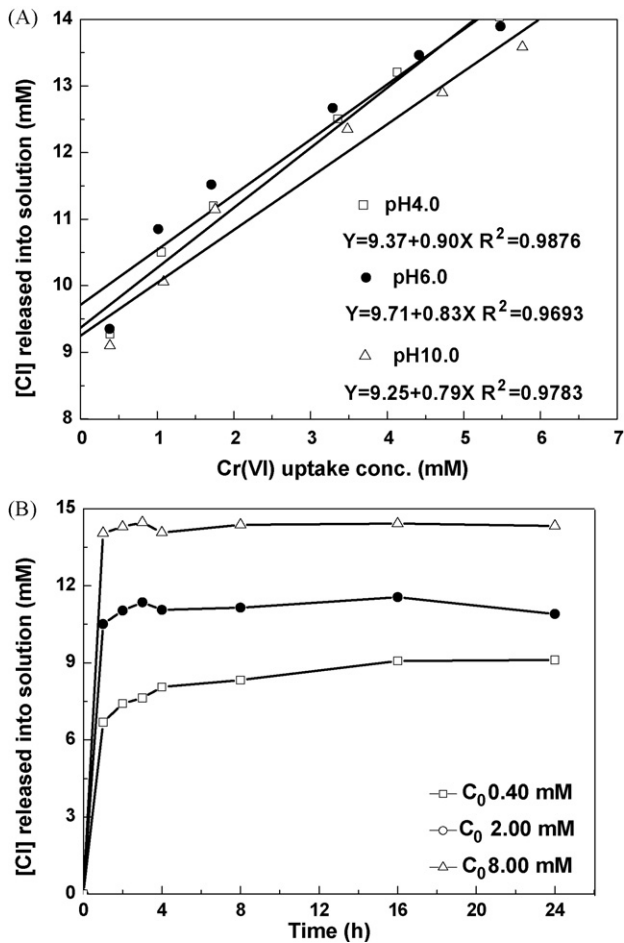 (A)
14
13
12
11
10
9
8
[Cl] released into solution (mM)
pH4.0
Y=9.37+0.90X R²=0.9876
pH6.0
Y=9.71+0.83X R²=0.9693
pH10.0
Y=9.25+0.79X R²=0.9783
0 1 2 3 4 5 6 7
Cr(VI) uptake conc. (mM)
(B)
15
12
9
6
3
0
[Cl] released into solution (mM)
C₀ 0.40 mM
C₀ 2.00 mM
C₀ 8.00 mM
0 4 8 12 16 20 24
Time (h)